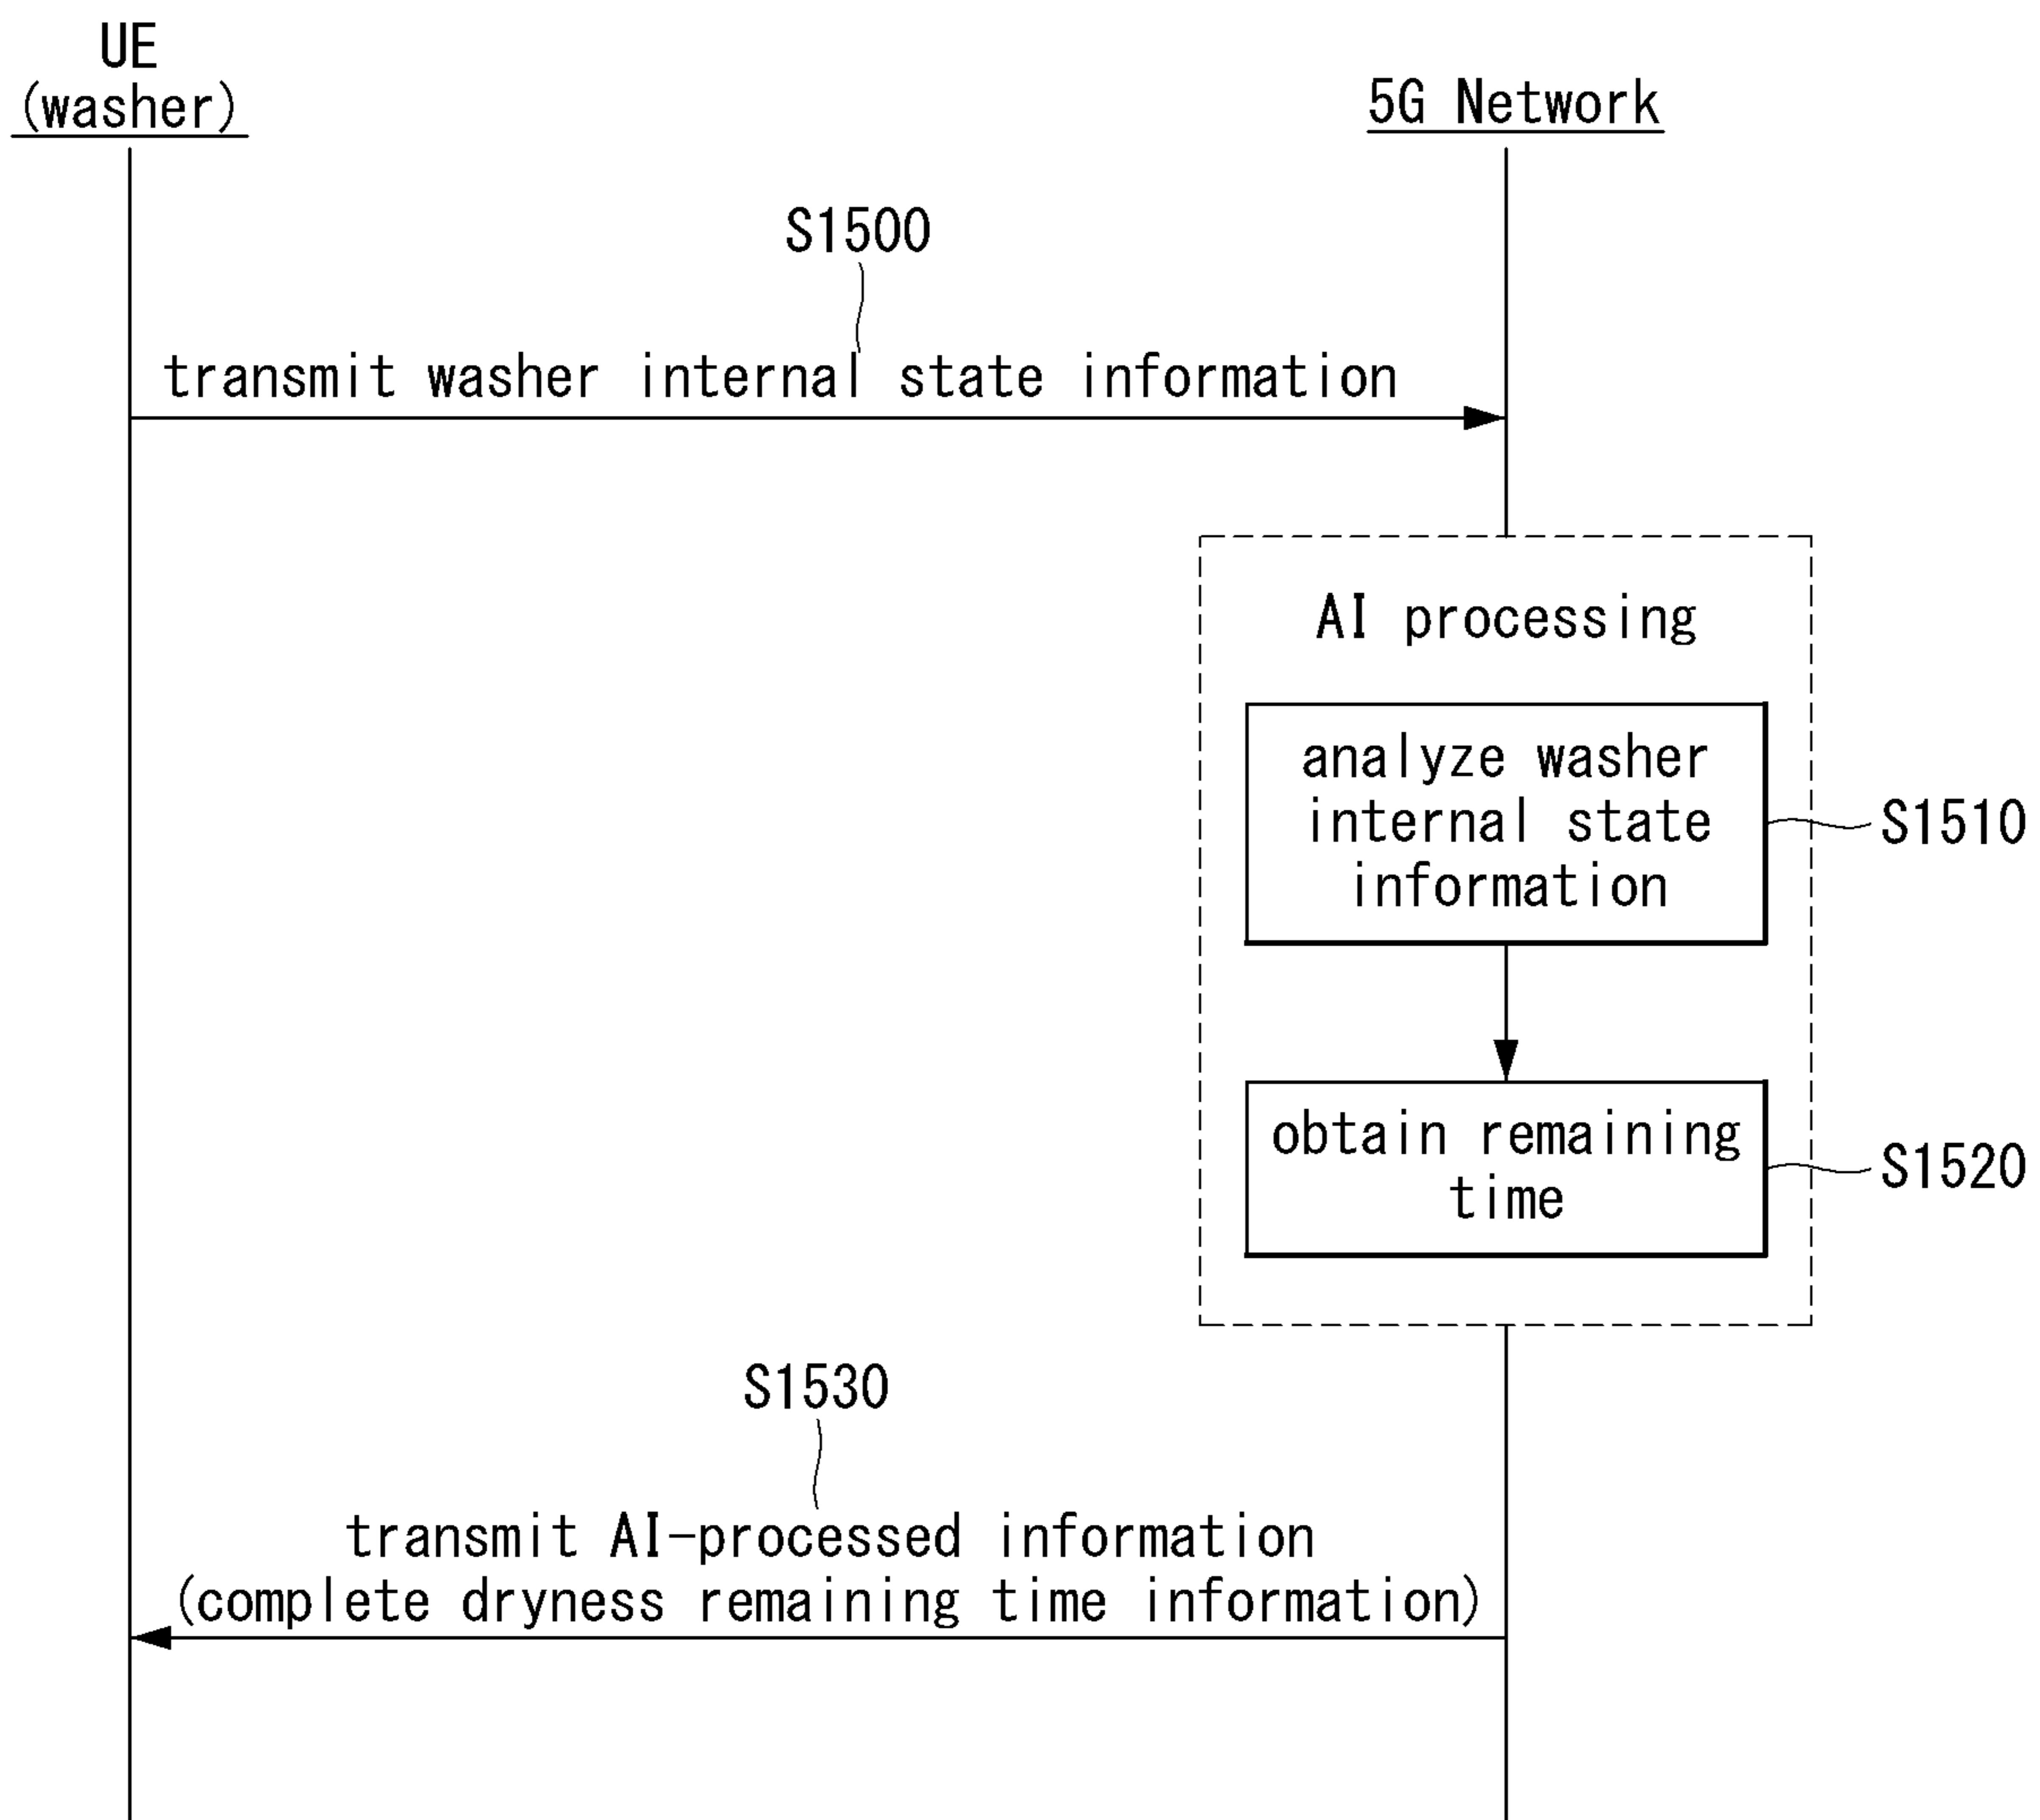 UE
(washer)
5G Network
S1500
transmit washer internal state information
AI processing
analyze washer
internal state
information
S1510
obtain remaining
time
S1520
S1530
transmit AI-processed information
(complete dryness remaining time information)